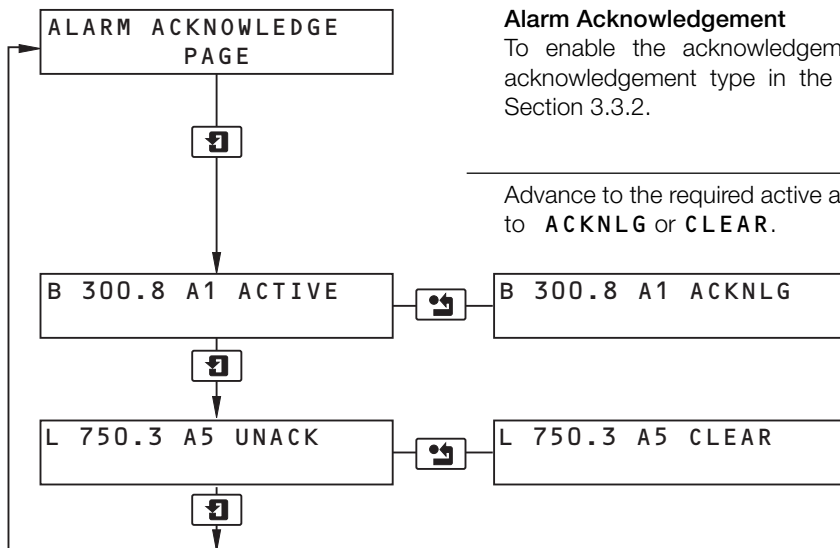 ALARM ACKNOWLEDGE
PAGE
Alarm Acknowledgement
To enable the
acknowledgement type in the
Section 3.3.2.
Advance to the required active
to ACKNLG or CLEAR.
B 300.8 A1 ACTIVE
B 300.8 A1 ACKNLG
L 750.3 A5 UNACK
L 750.3 A5 CLEAR